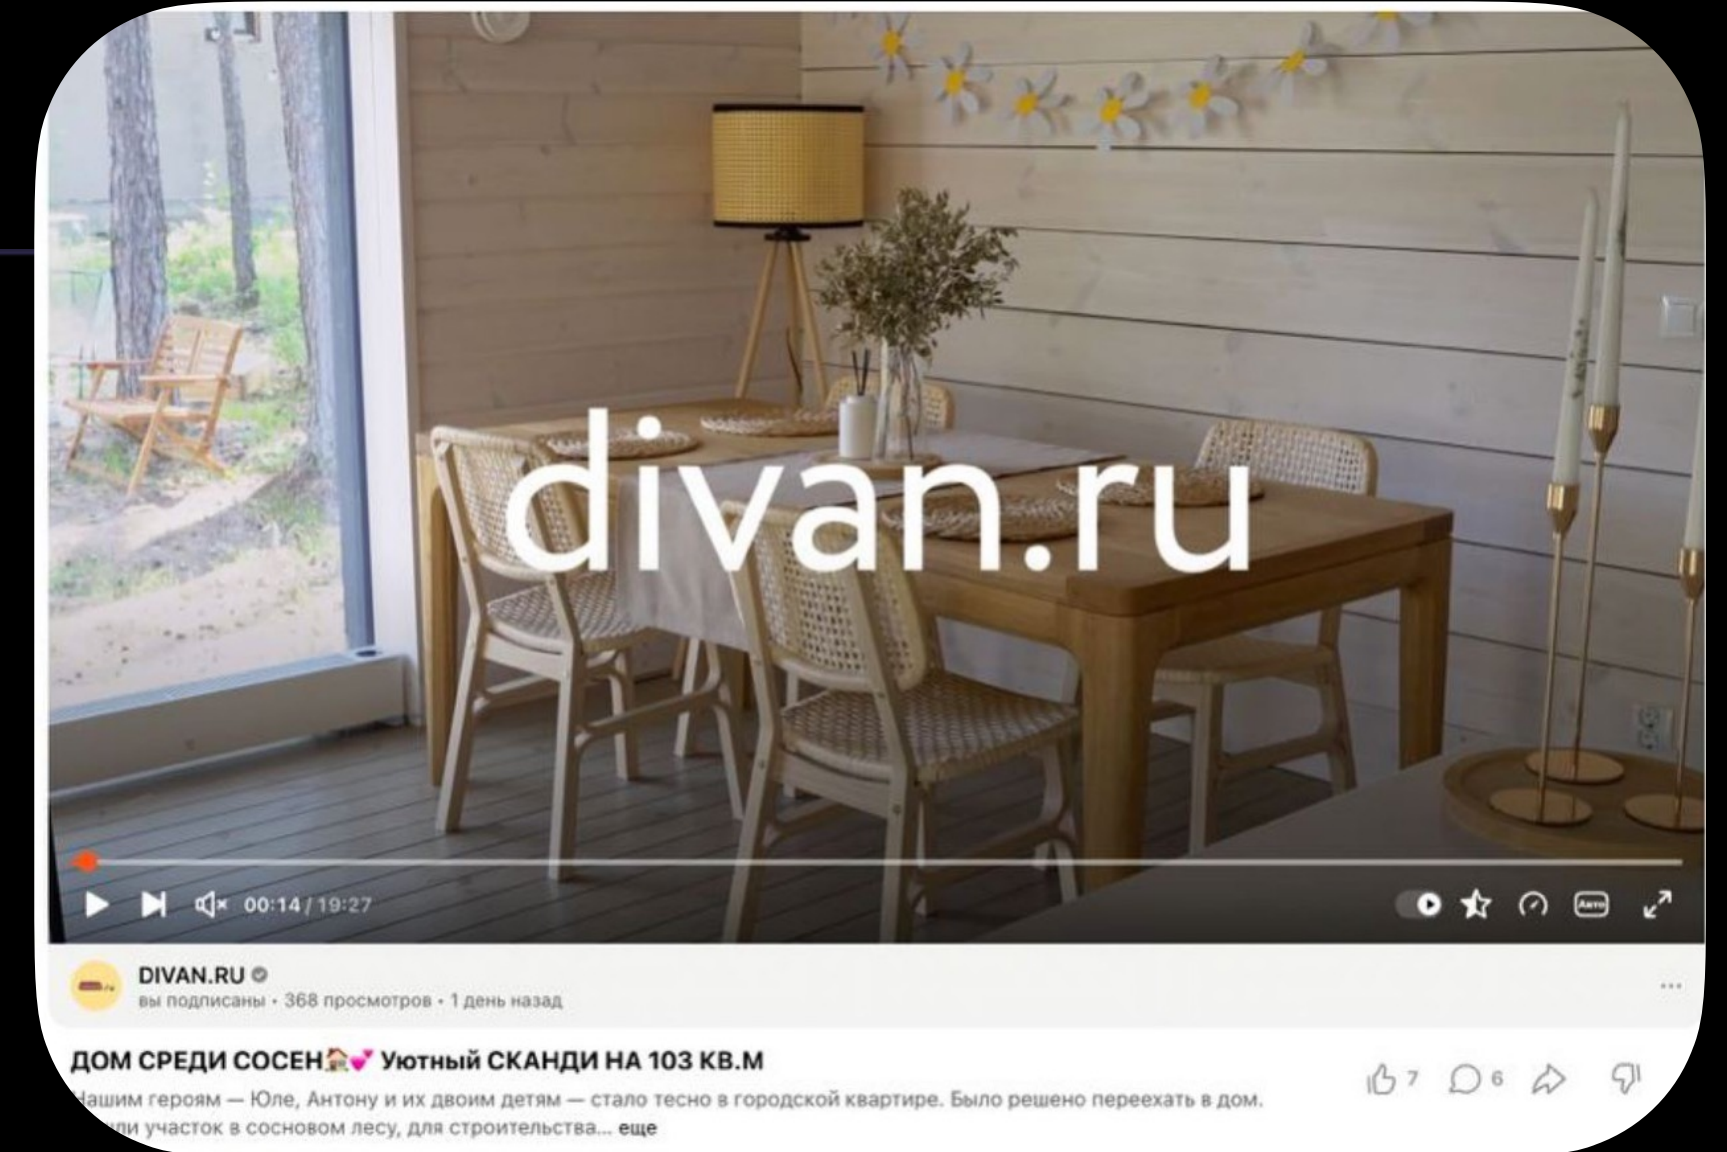 divan.ru
00:14 / 19:27
Авто
DIVAN.RU
вы подписаны • 368 просмотров • 1 день назад
ДОМ СРЕДИ СОСЕН🏠💕 Уютный СКАНДИ НА 103 КВ.М
7
6
Нашим героям — Юле, Антону и их двоим детям — стало тесно в городской квартире. Было решено переехать в дом.
участок в сосновом лесу, для строительства... еще